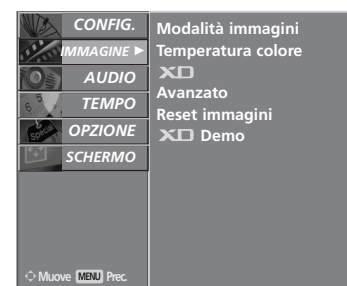 CONFIG.
IMMAGINE ►
AUDIO
TEMPO
OPZIONE
SCHERMO
Modalità immagini
Temperatura colore
XD
Avanzato
Reset immagini
XD Demo
Special
Muove MENU Prec.